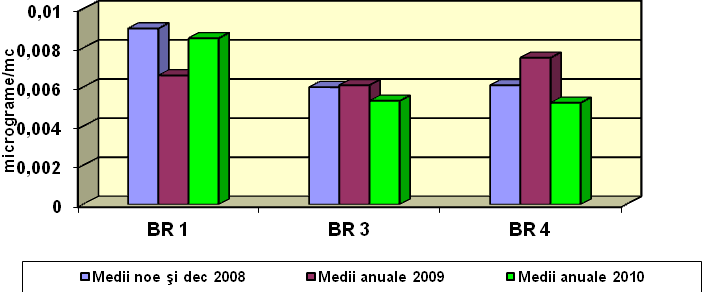 0,01
0,008
0,006
0,004
0,002
0
micrograme/mc
BR 1 BR 3 BR 4
Medii noe şi dec 2008 Medii anuale 2009 Medii anuale 2010